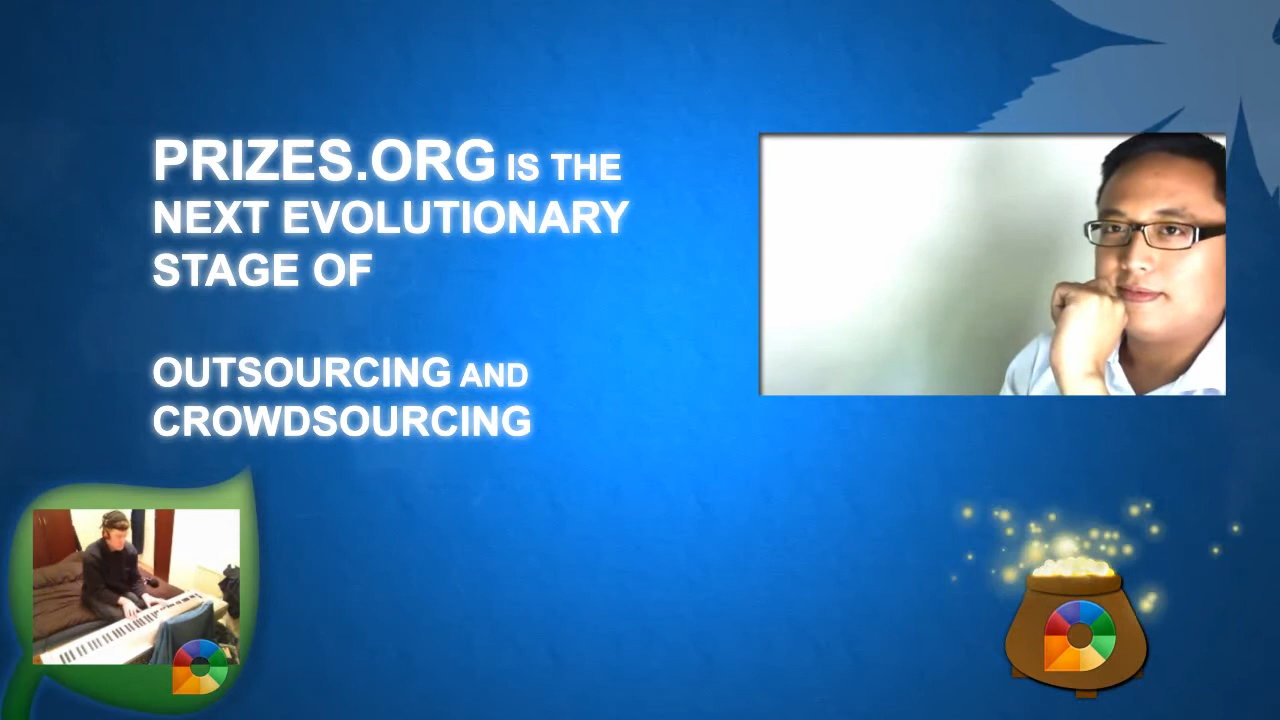 PRIZES.ORG IS THE
NEXT EVOLUTIONARY
STAGE OF
OUTSOURCING AND
CROWDSOURCING